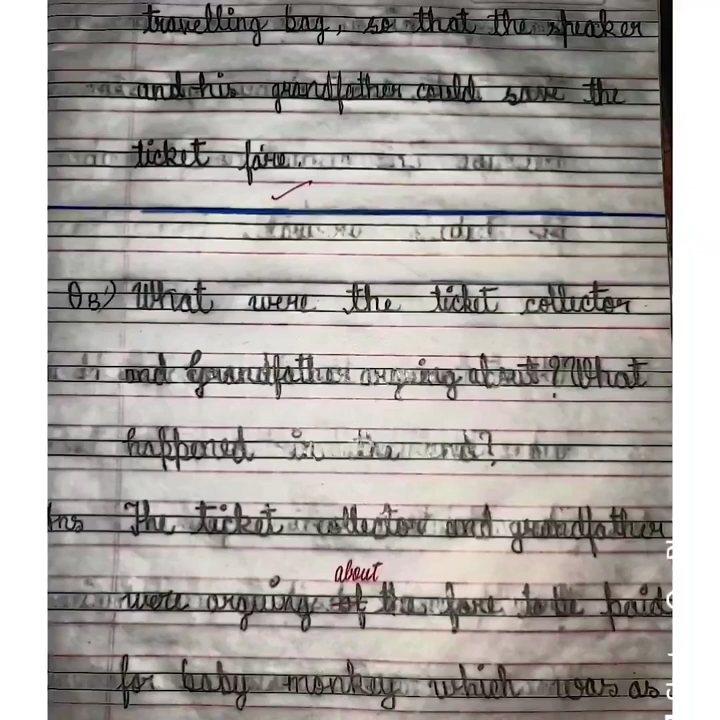 travelling bag, so that the speaker
and his grandfather could save the
ticket fire.
QB) What were the ticket collector
and Grandfather arguing about? What
happened in the end?
Ans The ticket collector and grandfather
about
were arguing of the fare to be paid
for baby monkey which was as